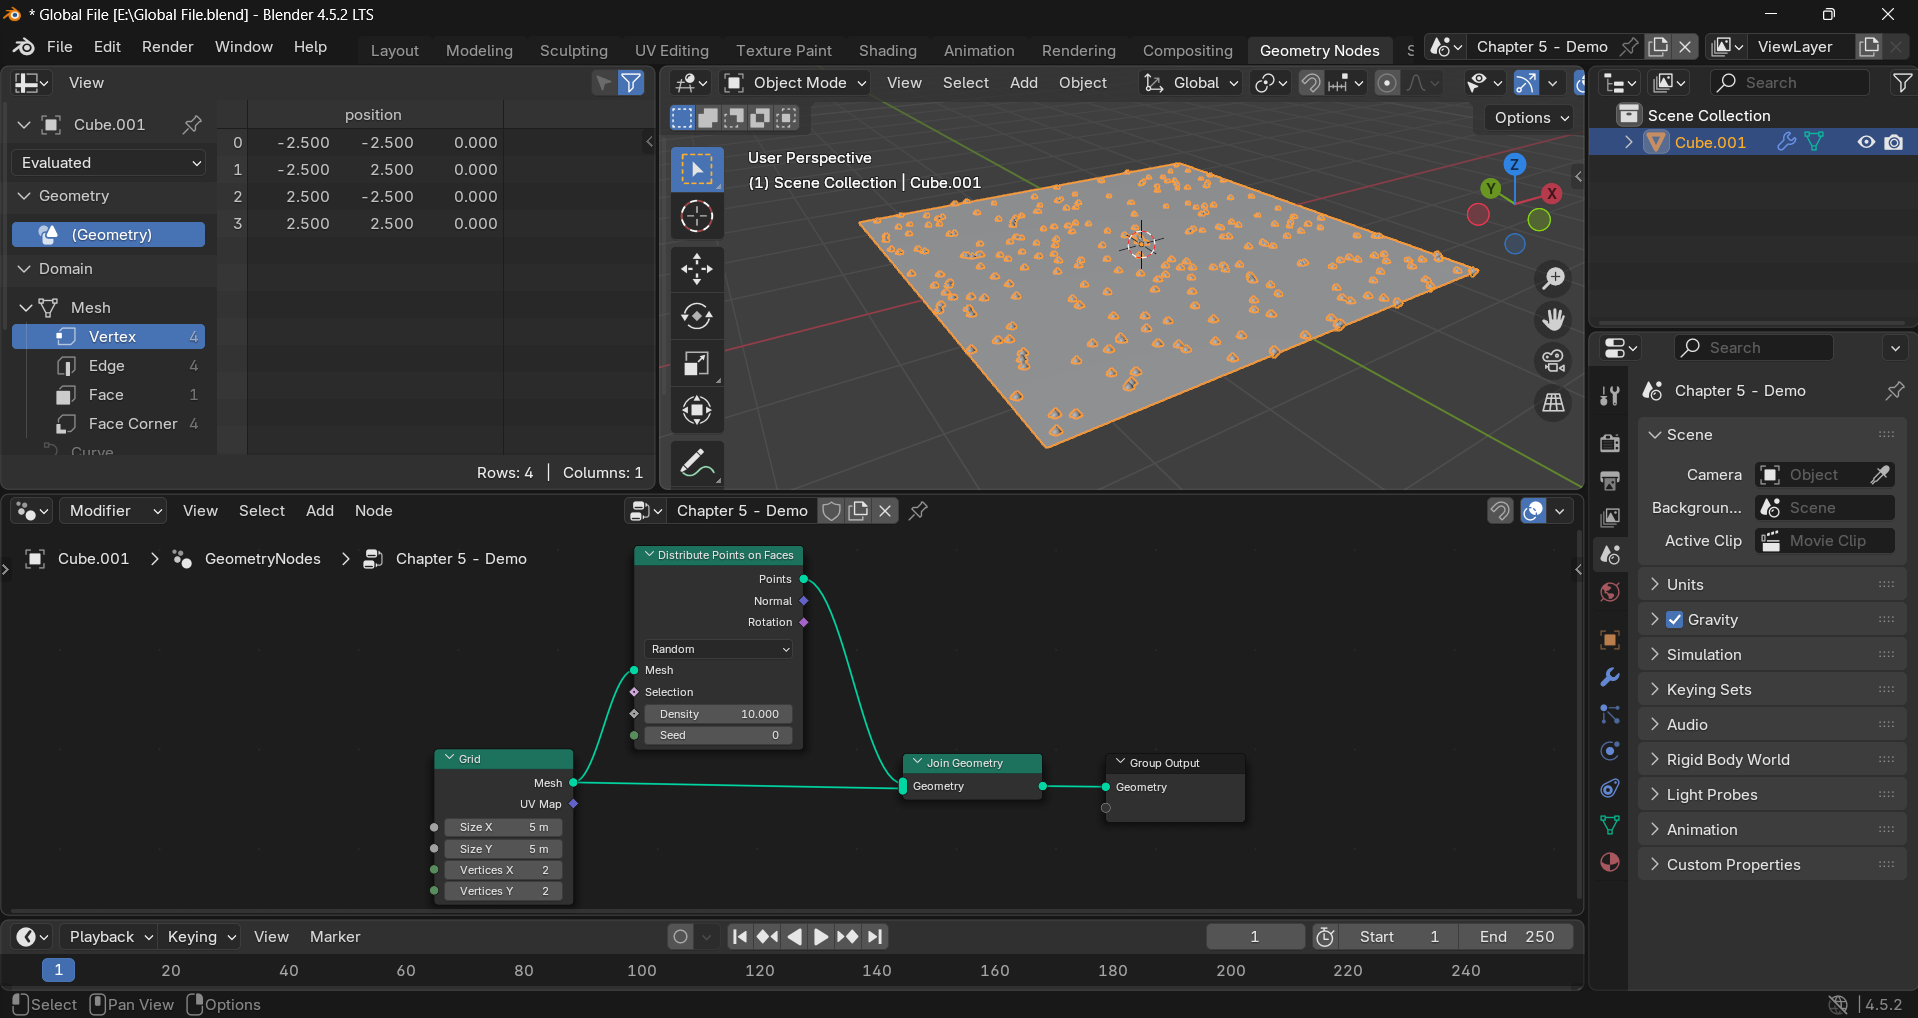 * Global File [E:\Global File.blend] - Blender 4.5.2 LTS
File Edit Render Window Help
Layout Modeling Sculpting UV Editing Texture Paint Shading Animation Rendering Compositing Geometry Nodes S
Chapter 5 - Demo
ViewLayer
View
position
Cube.001
Evaluated
Geometry
(Geometry)
Domain
Mesh
Vertex 4
Edge 4
Face 1
Face Corner 4
Curve
0 -2.500 -2.500 0.000
1 -2.500 2.500 0.000
2 2.500 -2.500 0.000
3 2.500 2.500 0.000
Rows: 4 | Columns: 1
Object Mode View Select Add Object Global
Options
User Perspective
(1) Scene Collection | Cube.001
Z
Y
X
Search
Scene Collection
Cube.001
Search
Chapter 5 - Demo
Scene
Camera Object
Backgroun... Scene
Active Clip Movie Clip
Units
Gravity
Simulation
Keying Sets
Audio
Rigid Body World
Light Probes
Animation
Custom Properties
Modifier View Select Add Node
Chapter 5 - Demo
Cube.001 > GeometryNodes > Chapter 5 - Demo
Distribute Points on Faces
Points
Normal
Rotation
Random
Mesh
Selection
Density 10.000
Seed 0
Grid
Mesh
UV Map
Size X 5 m
Size Y 5 m
Vertices X 2
Vertices Y 2
Join Geometry
Geometry
Group Output
Geometry
Playback Keying View Marker
1
Start 1
End 250
1 20 40 60 80 100 120 140 160 180 200 220 240
Select Pan View Options
4.5.2